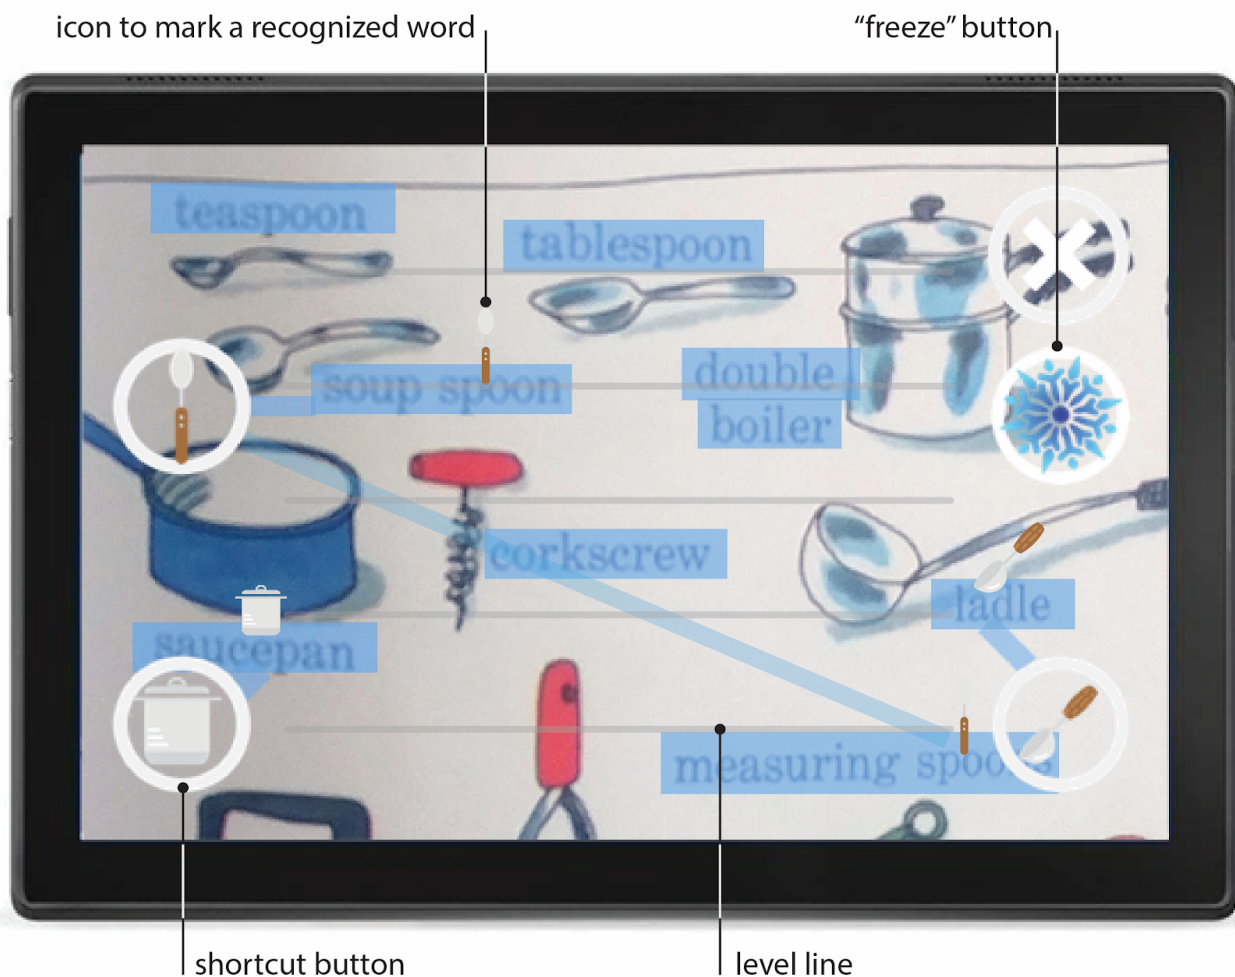 icon to mark a recognized word
“freeze” button
teaspoon
tablespoon
soup spoon
double
boiler
corkscrew
ladle
saucepan
measuring spoons
shortcut button
level line